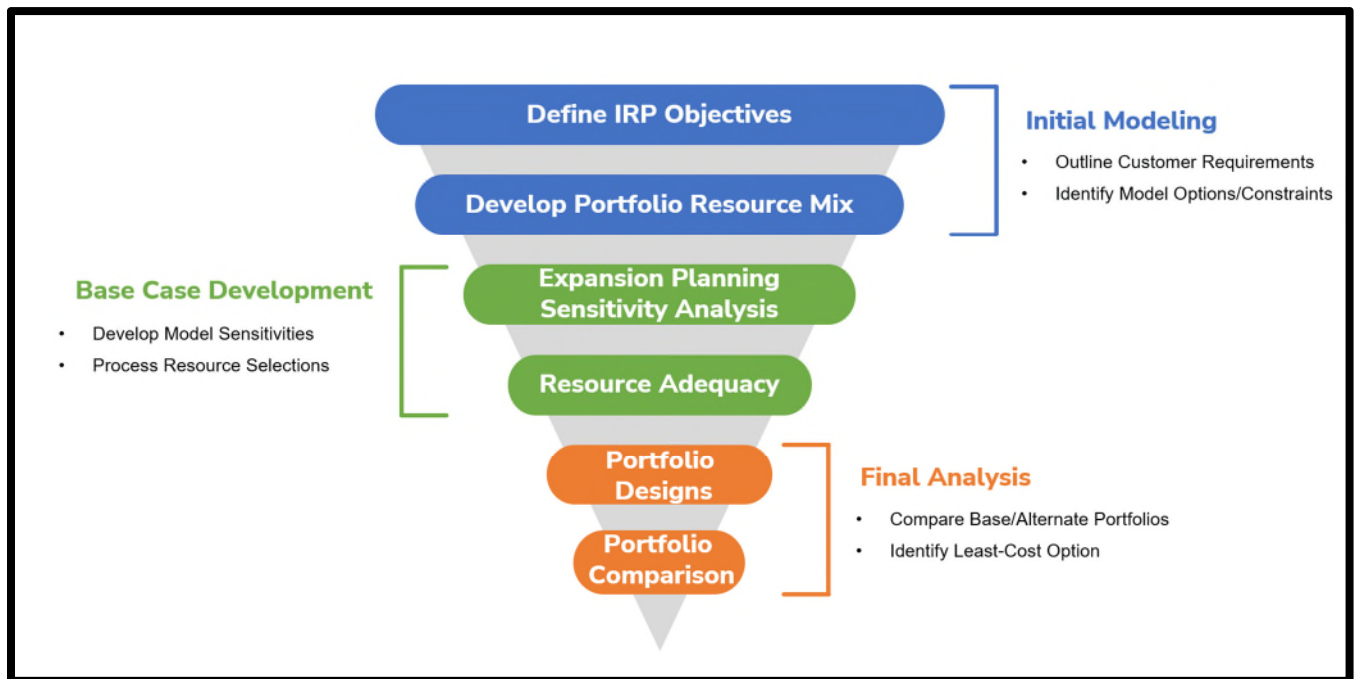 Define IRP Objectives
Develop Portfolio Resource Mix
Initial Modeling
• Outline Customer Requirements
• Identify Model Options/Constraints
Base Case Development
• Develop Model Sensitivities
• Process Resource Selections
Expansion Planning
Sensitivity Analysis
Resource Adequacy
Portfolio
Designs
Portfolio
Comparison
Final Analysis
• Compare Base/Alternate Portfolios
• Identify Least-Cost Option